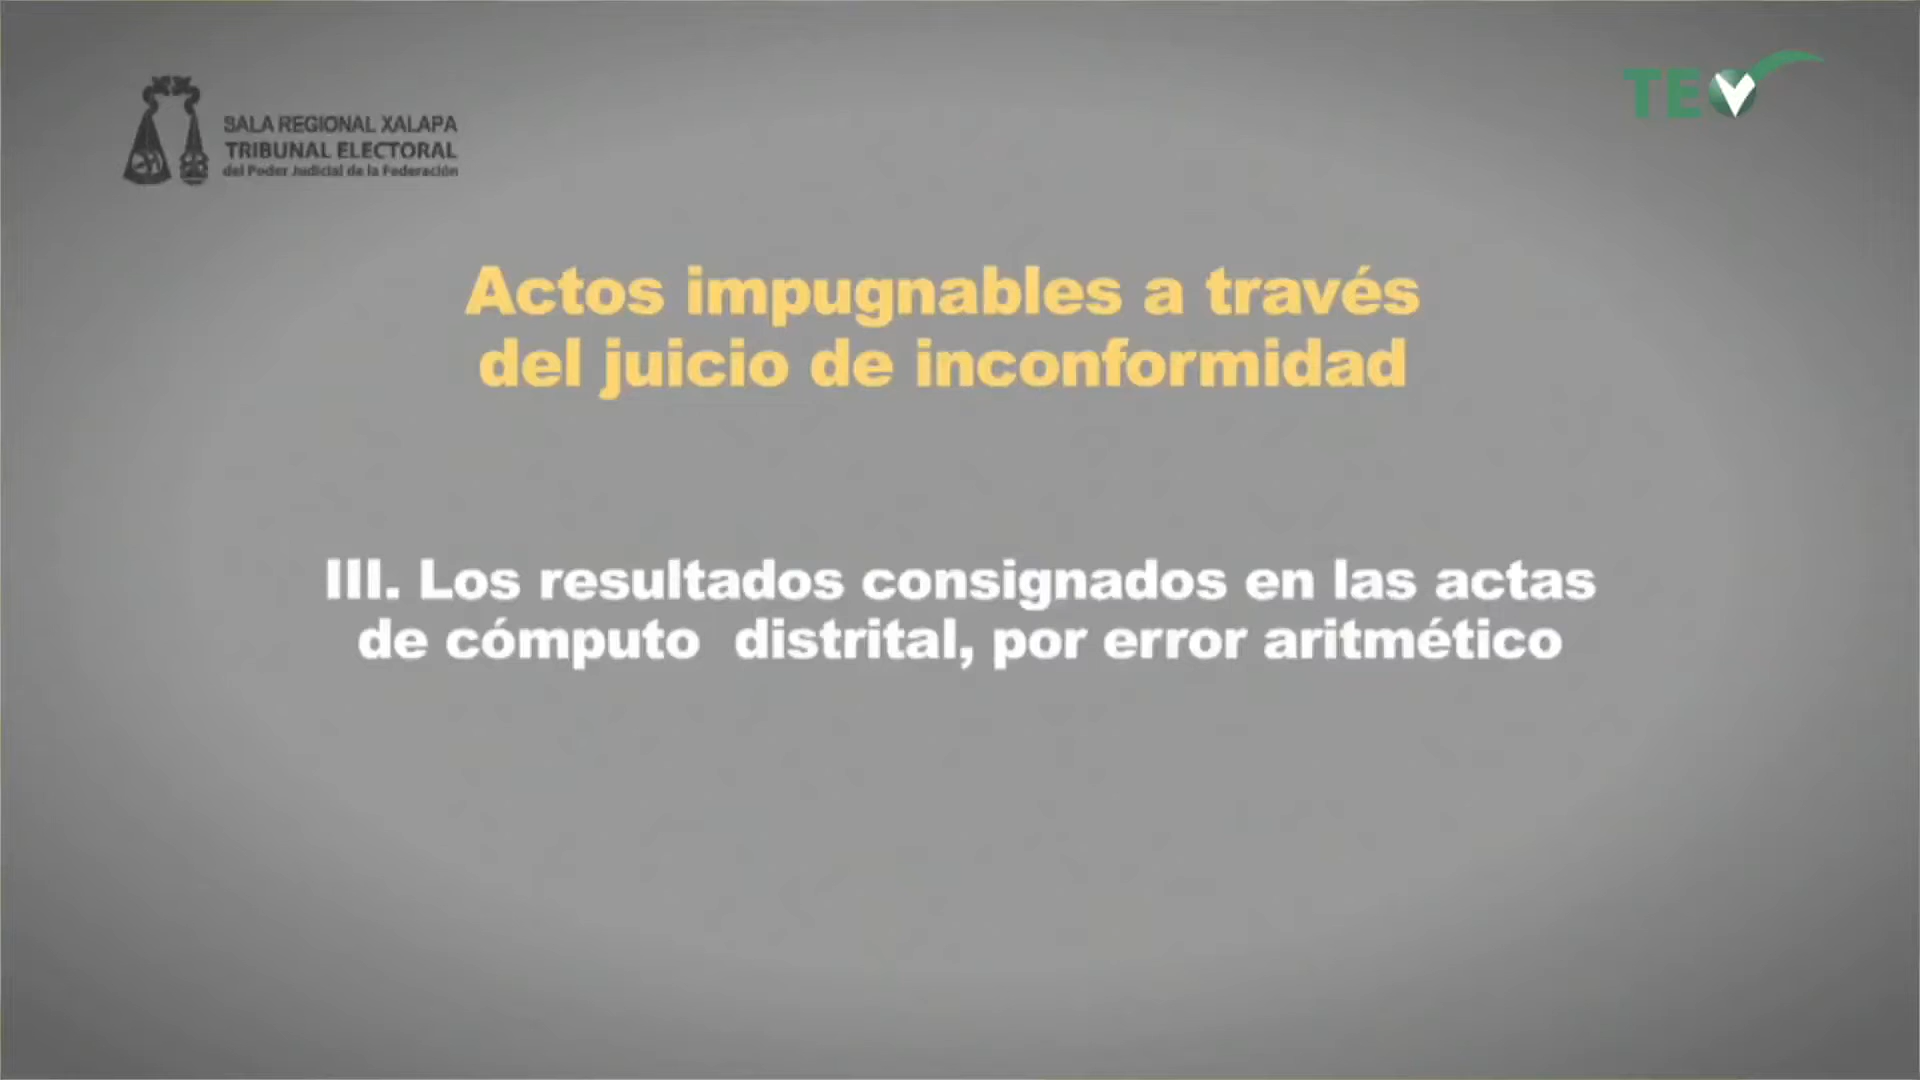 SALA REGIONAL XALAPA
TRIBUNAL ELECTORAL
del Poder Judicial de la Federación
TEV
Actos impugnables a través
del juicio de inconformidad
III. Los resultados consignados en las actas
de cómputo distrital, por error aritmético